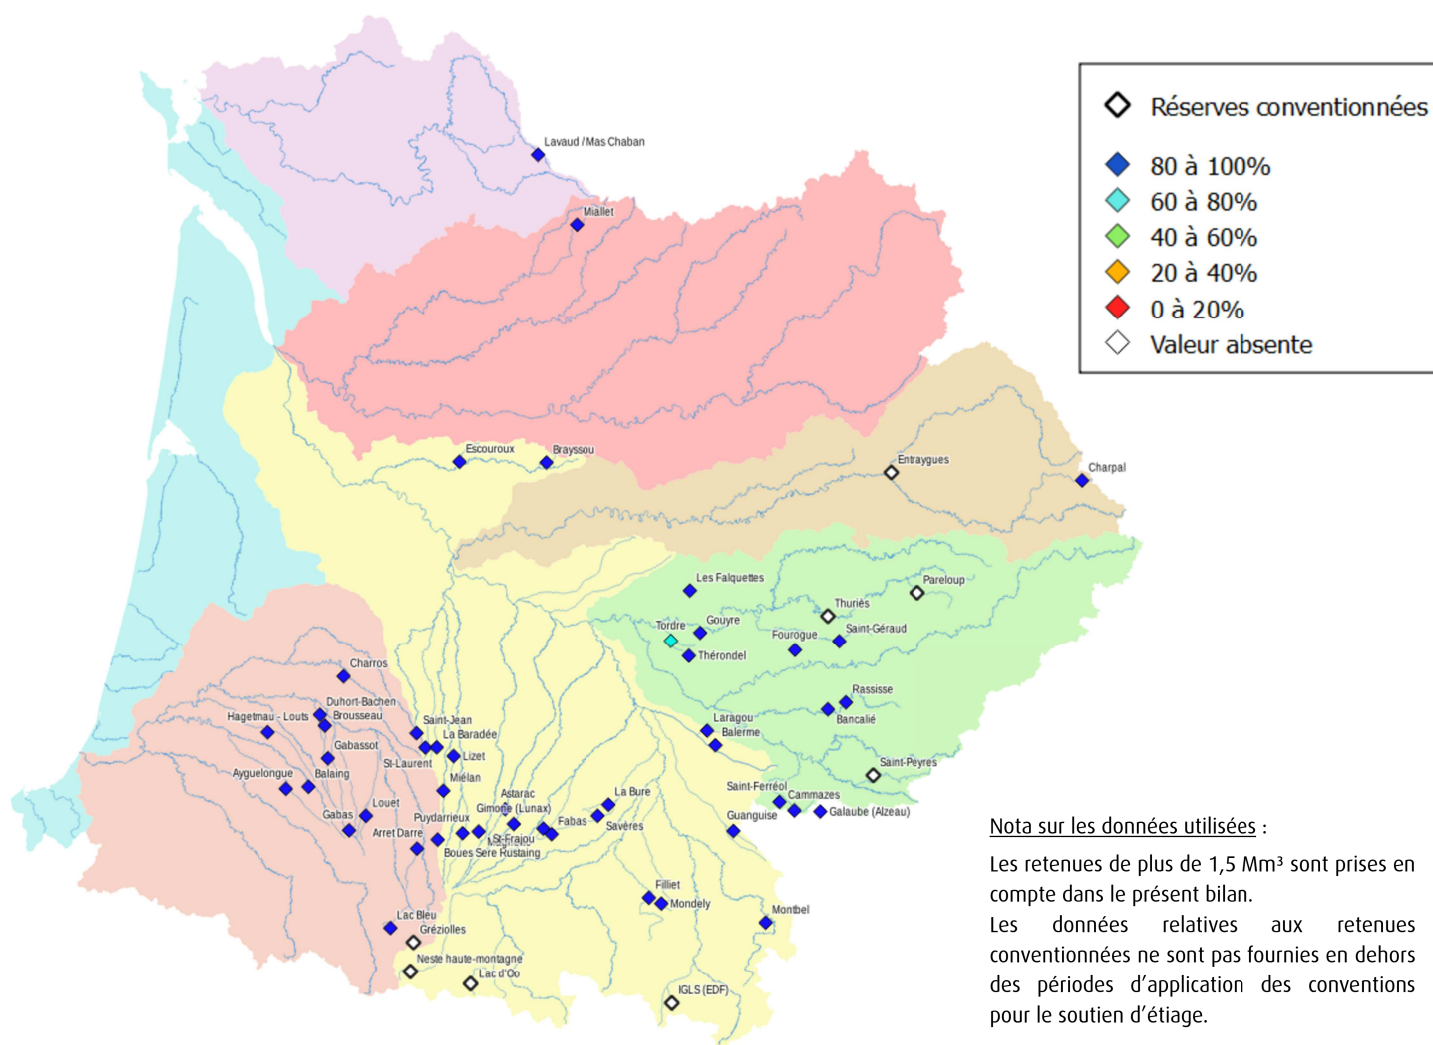 Réserves conventionnées
80 à 100%
60 à 80%
40 à 60%
20 à 40%
0 à 20%
Valeur absente
Lavaud /Mas Chaban
Miallet
Escouroux
Brayssou
Entraygues
Charpal
Les Falquettes
Pareloup
Thuriès
Tordre
Gouyre
Fourogue
Saint-Géraud
Thérondel
Charros
Rassisse
Duhort-Bachen
Hagetmau - Louts
Brousseau
Bancalié
Saint-Jean
Laragou
La Baradée
Balerme
Gabassot
St-Laurent
Lizet
Saint-Peyres
Ayguelongue
Balaing
Miélan
Saint-Ferréol
Cammazes
Astarac
La Bure
Louet
Gimone (Lunax)
Gabas
Puydarrieux
Guanguise
Galaube (Alzeau)
Fabas
Savères
Arret Darre
St-Frajou
Boues Sere Rustaing
Filliet
Mondely
Montbel
Lac Bleu
Gréziolles
Neste haute-montagne
Lac d'Oo
IGLS (EDF)
Nota sur les données utilisées :
Les retenues de plus de 1,5 Mm³ sont prises en
compte dans le présent bilan.
Les données relatives aux retenues
conventionnées ne sont pas fournies en dehors
des périodes d’application des conventions
pour le soutien d’étiage.